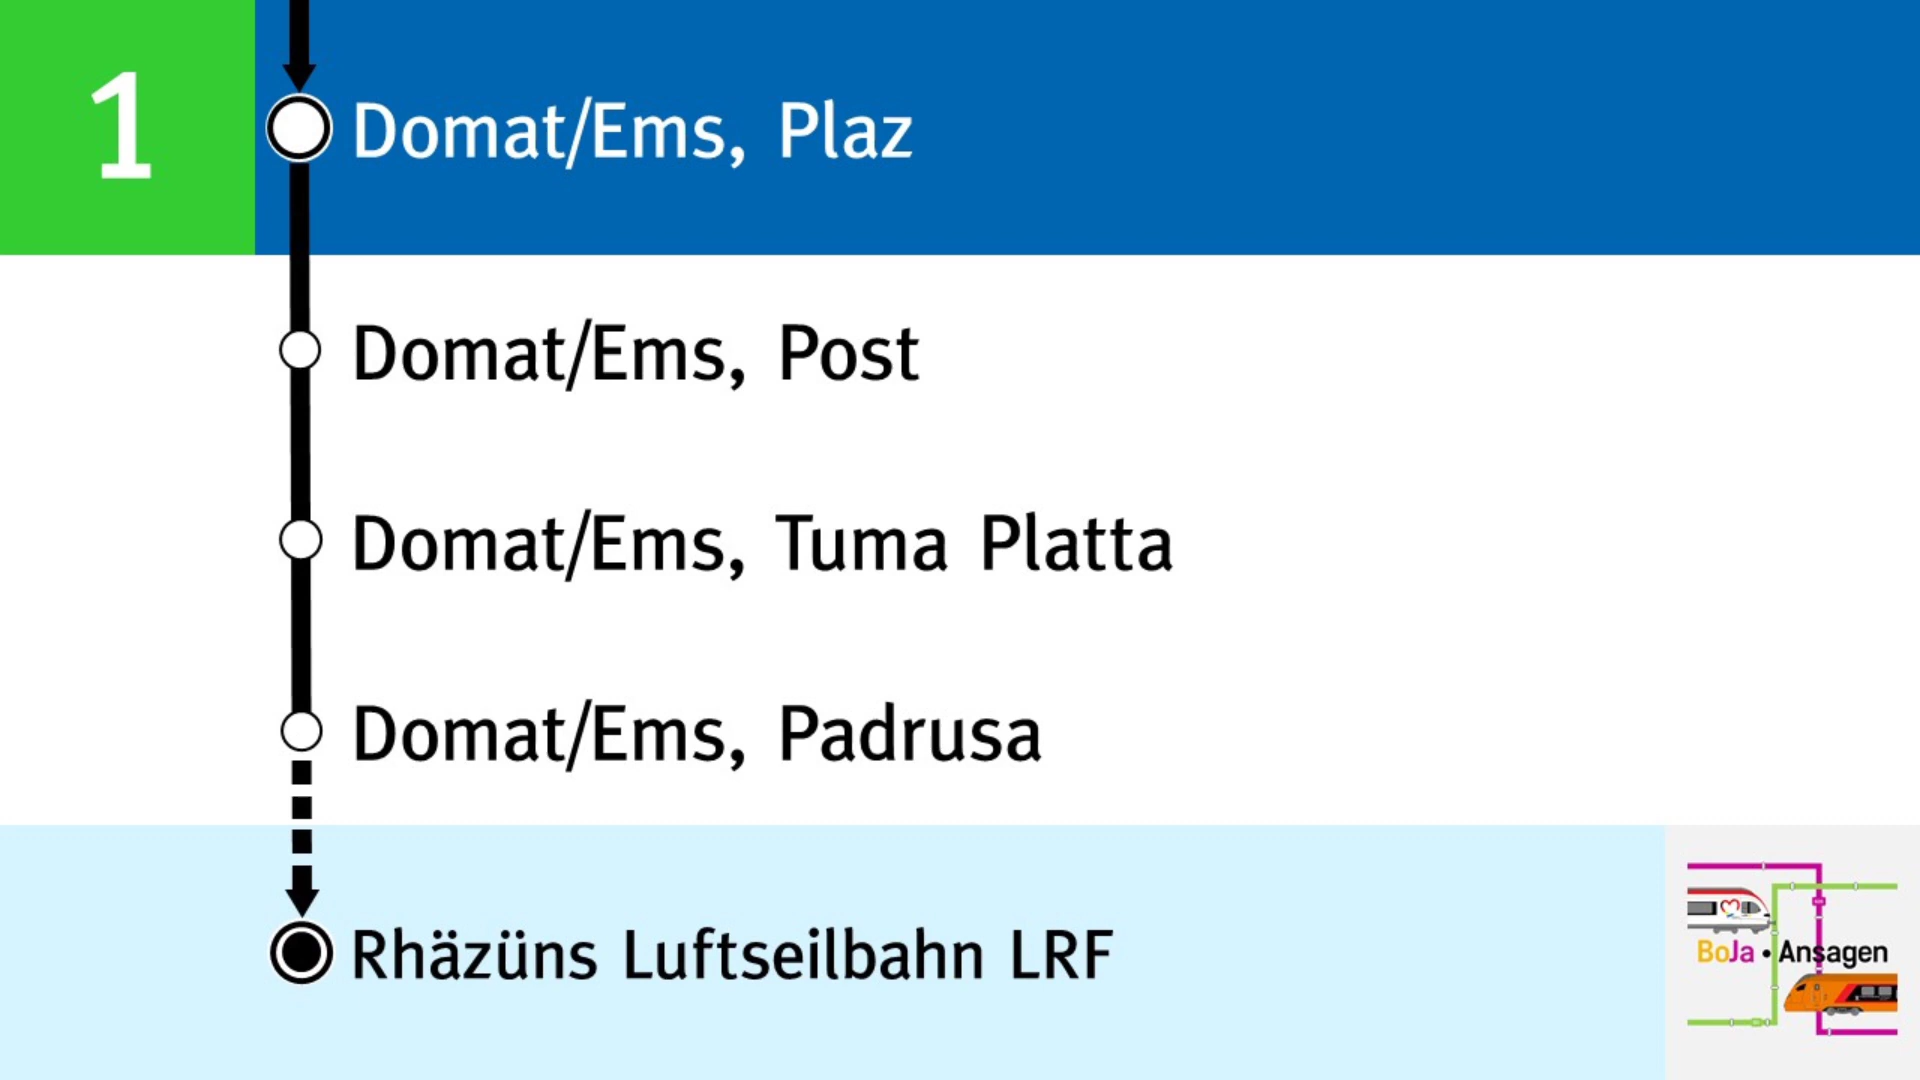 1
Domat/Ems, Plaz
Domat/Ems, Post
Domat/Ems, Tuma Platta
Domat/Ems, Padrusa
Rhäzüns Luftseilbahn LRF
BoJa • Ansagen